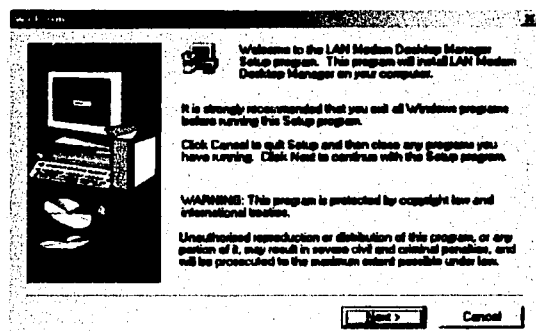 Welcome
Welcome to the LAN Modem Desktop Manager
Setup program. This program will install LAN Modem
Desktop Manager on your computer.
It is strongly recommended that you exit all Windows programs
before running this Setup program.
Click Cancel to quit Setup and then close any programs you
have running. Click Next to continue with the Setup program.
WARNING: This program is protected by copyright law and
international treaties.
Unauthorized reproduction or distribution of this program, or any
portion of it, may result in severe civil and criminal penalties, and
will be prosecuted to the maximum extent possible under law.
Next >
Cancel